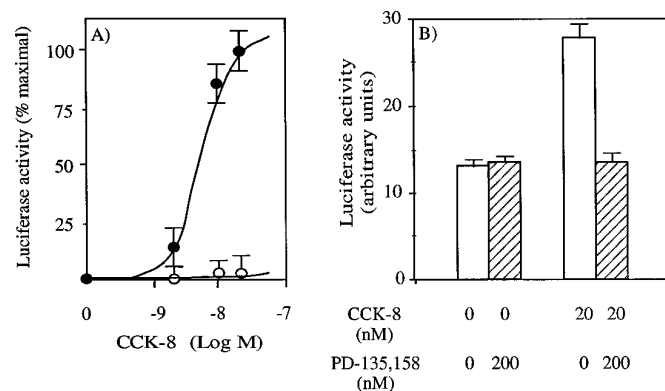 A)
Luciferase activity (% maximal)
100
75
50
25
0 -9 -8 -7
CCK-8 (Log M)
B)
Luciferase activity
(arbitrary units)
30
20
10
0
CCK-8 0 0 20 20
(nM)
PD-135,158 0 200 0 200
(nM)